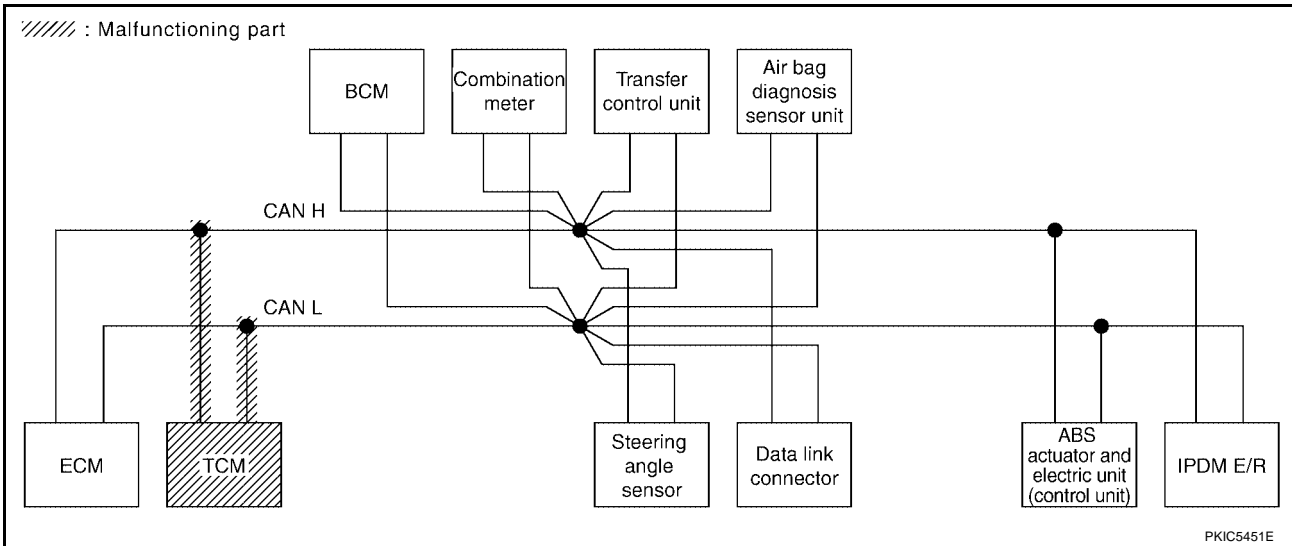 : Malfunctioning part
BCM
Combination
meter
Transfer
control unit
Air bag
diagnosis
sensor unit
CAN H
CAN L
ECM
TCM
Steering
angle
sensor
Data link
connector
ABS
actuator and
electric unit
(control unit)
IPDM E/R
PKIC5451E